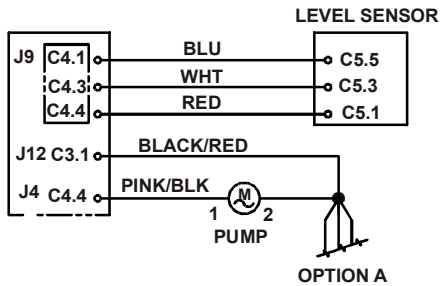 LEVEL SENSOR
J9 C4.1 BLU C5.5
C4.3 WHT C5.3
C4.4 RED C5.1
J12 C3.1 BLACK/RED
J4 C4.4 PINK/BLK M
1 2
PUMP
OPTION A